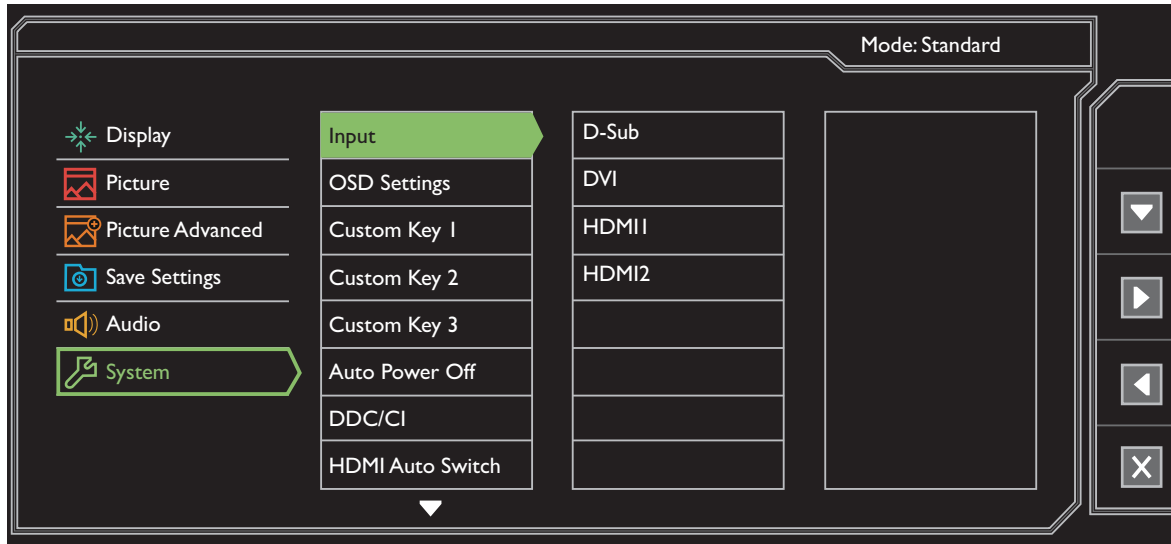 Mode: Standard
Display
Picture
Picture Advanced
Save Settings
Audio
System
Input
OSD Settings
Custom Key 1
Custom Key 2
Custom Key 3
Auto Power Off
DDC/CI
HDMI Auto Switch
D-Sub
DVI
HDMI1
HDMI2
X